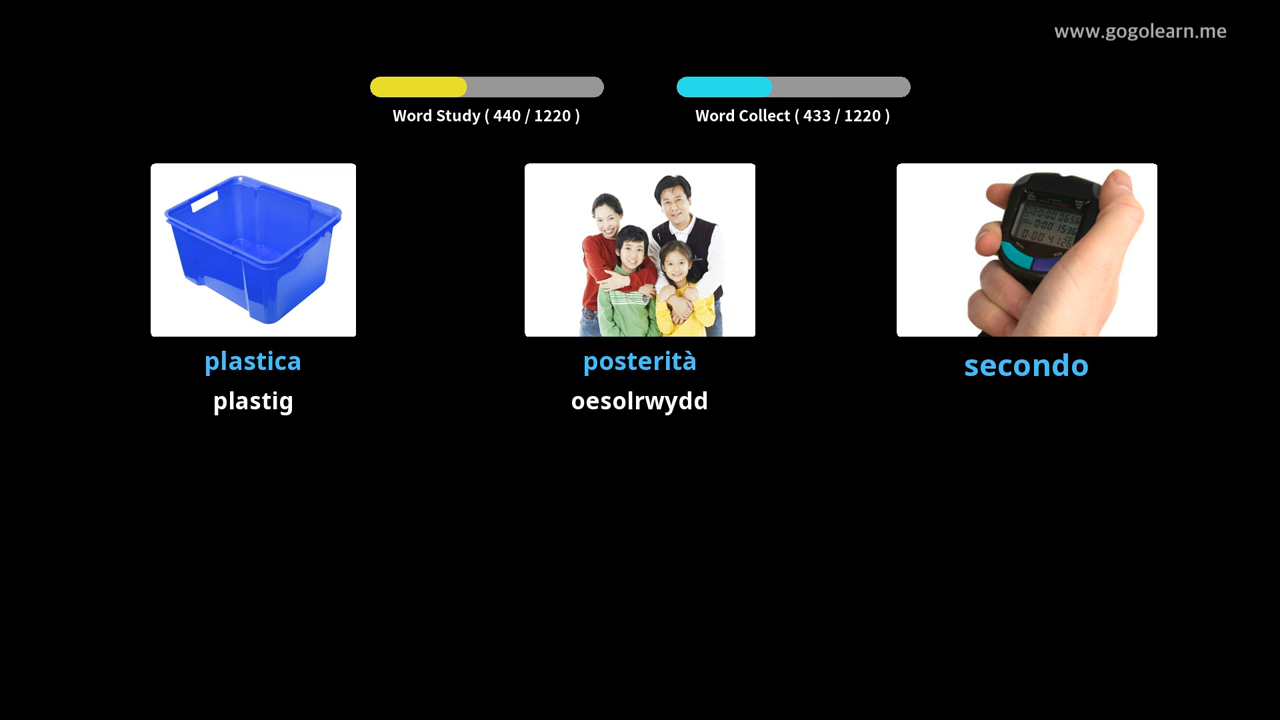 www.gogolearn.me
Word Study ( 440 / 1220 )
Word Collect ( 433 / 1220 )
plastica
posterità
secondo
plastig
oesolrwydd